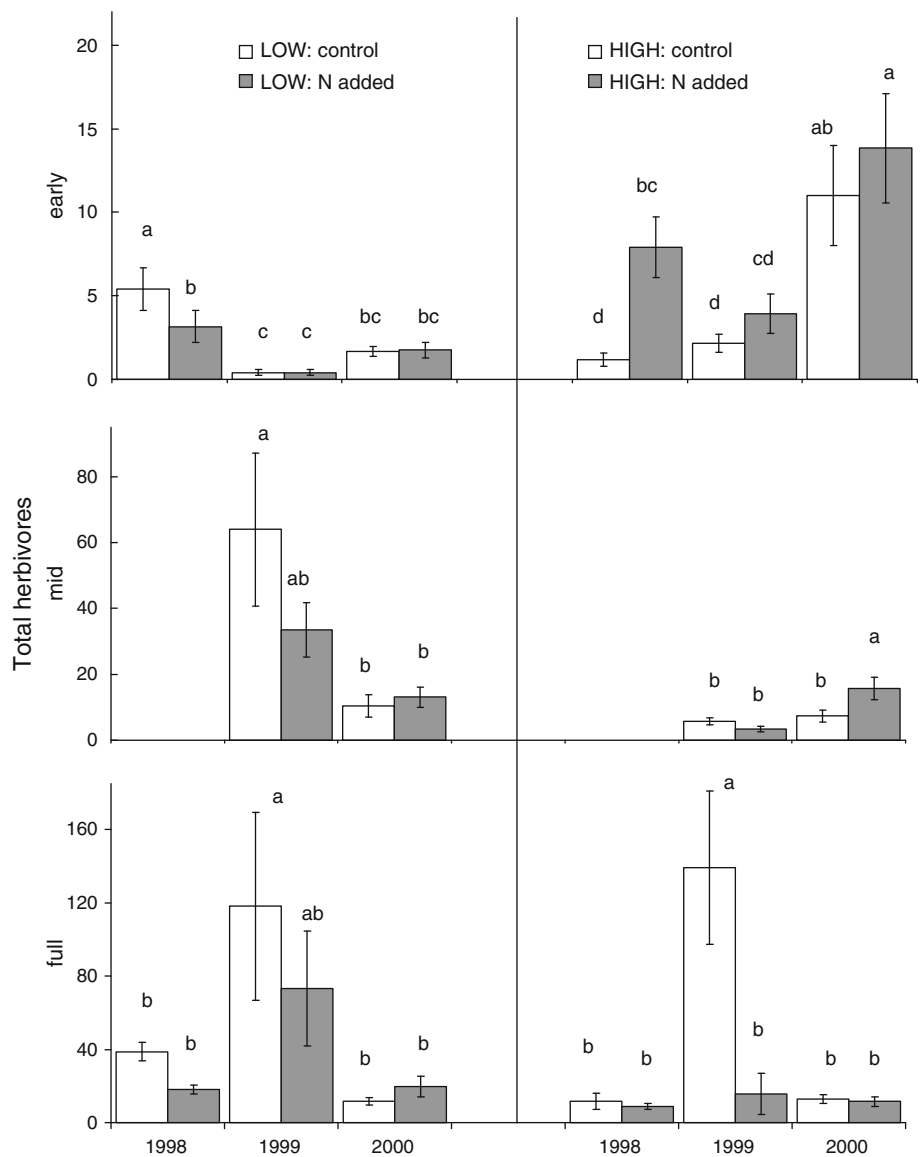 LOW: control
LOW: N added
HIGH: control
HIGH: N added
20
15
10
5
0
early
a
b
c
c
bc
bc
d
bc
d
cd
ab
a
80
60
40
20
0
Total herbivores
mid
a
ab
b
b
b
b
b
a
160
120
80
40
0
full
b
b
a
ab
b
b
b
b
a
b
b
b
1998 1999 2000 1998 1999 2000